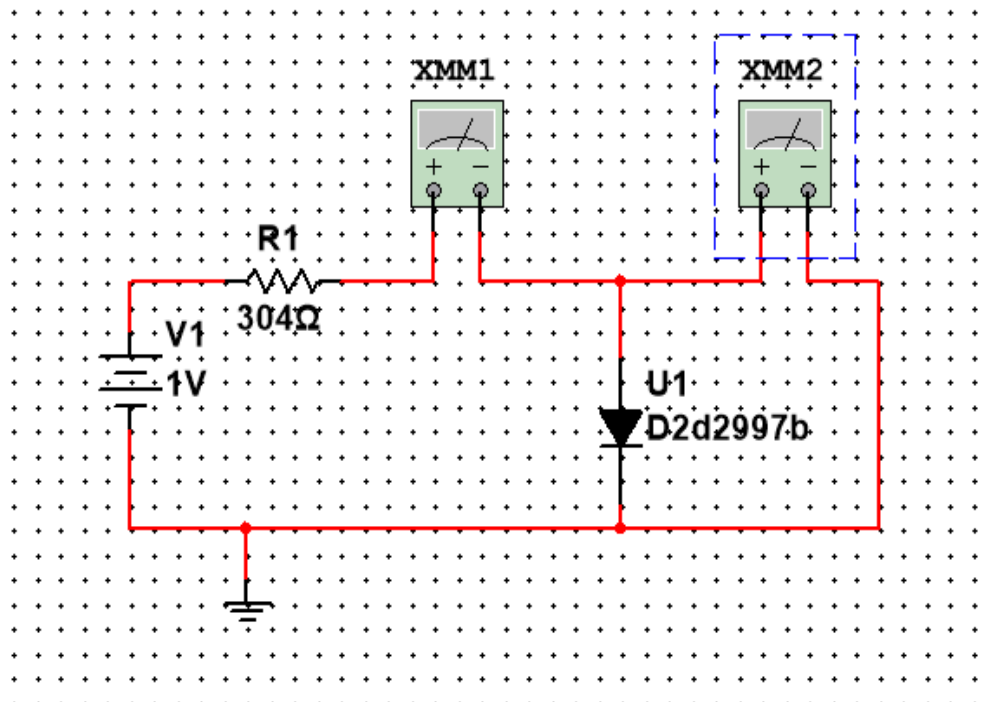 XMM1
XMM2
+ −
+ −
R1
304Ω
V1
1V
U1
D2d2997b